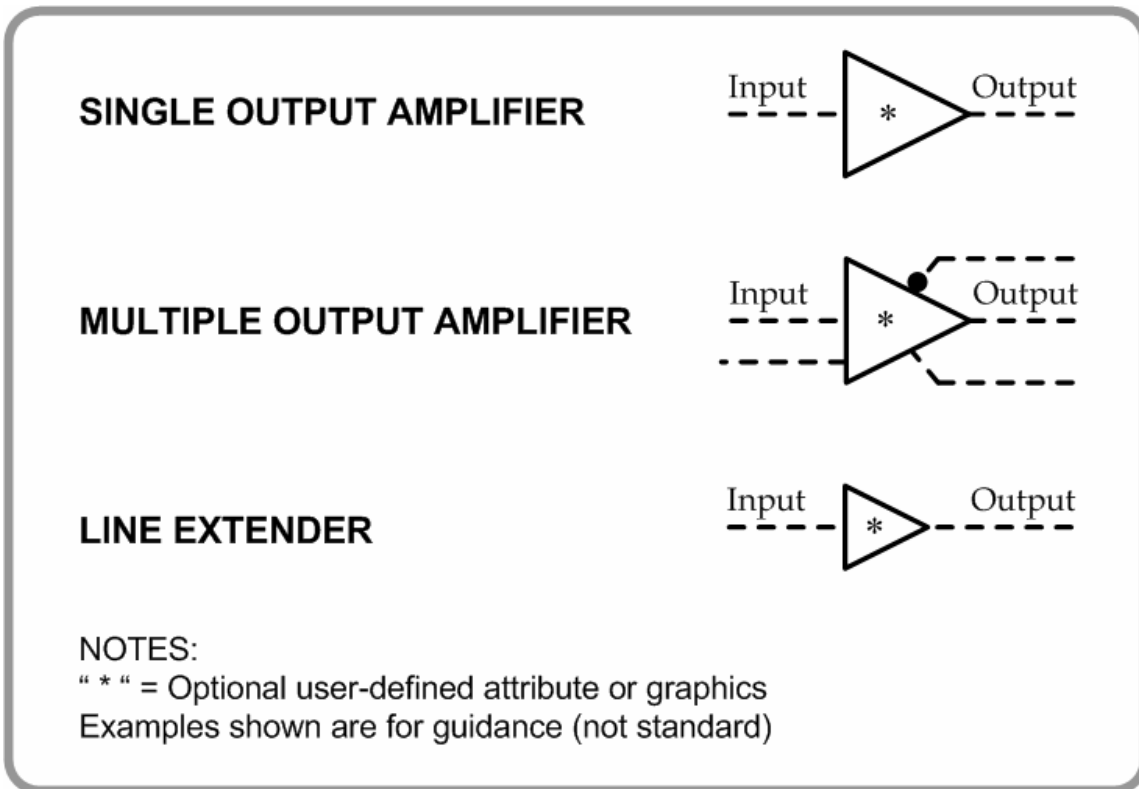 SINGLE OUTPUT AMPLIFIER
Input
*
Output
MULTIPLE OUTPUT AMPLIFIER
Input
*
Output
LINE EXTENDER
Input
*
Output
NOTES:
“ * “ = Optional user-defined attribute or graphics
Examples shown are for guidance (not standard)